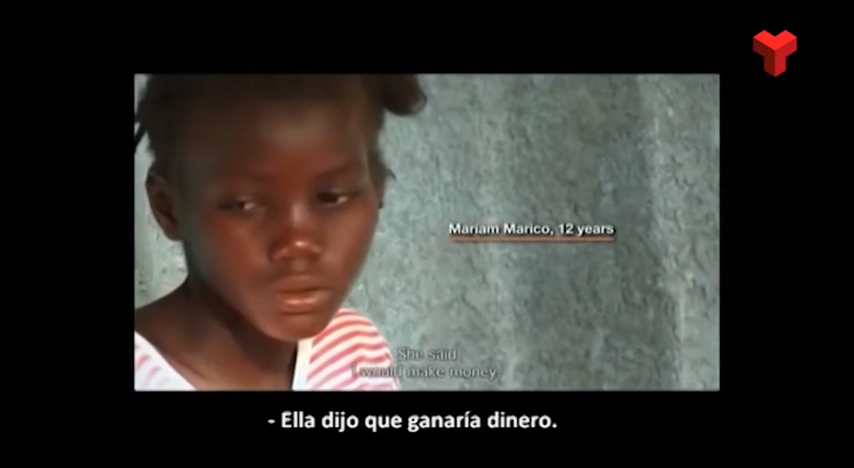 Mariam Marico, 12 years
She said
I would make money
- Ella dijo que ganaría dinero.